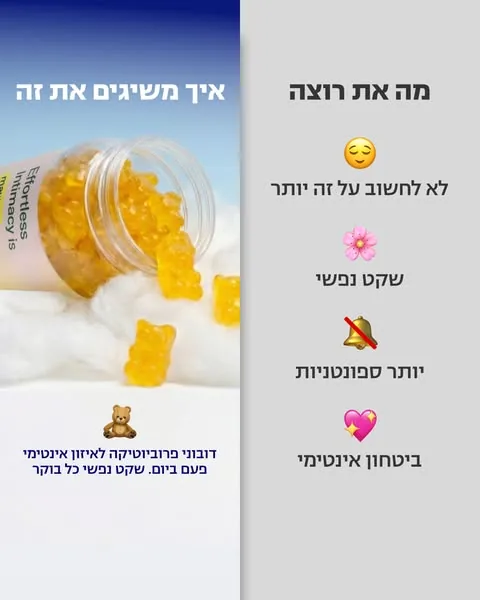 מה את רוצה
לא לחשוב על זה יותר
שקט נפשי
יותר ספונטניות
ביטחון אינטימי
איך משיגים את זה
Effortless
Intimacy is
דובוני פרוביוטיקה לאיזון אינטימי
פעם ביום. שקט נפשי כל בוקר